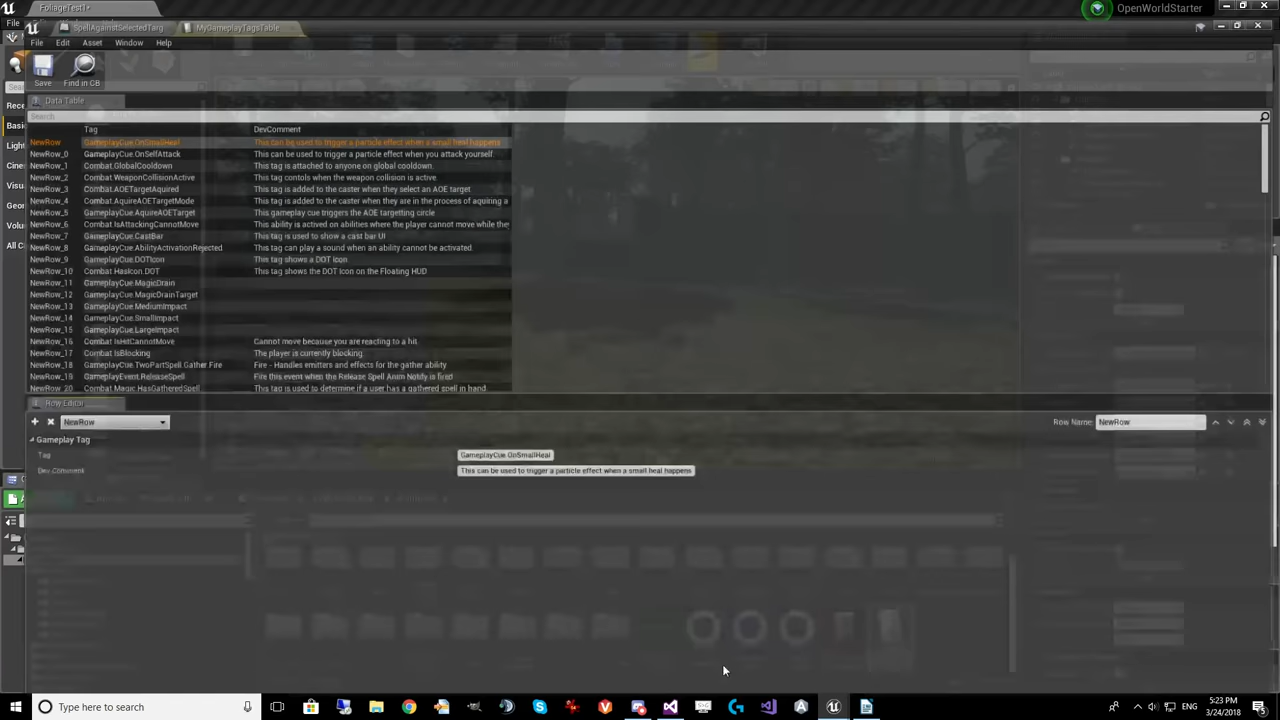 FoliageTest1*
OpenWorldStarter
File
SpellAgainstSelectedTarg
MyGameplayTagsTable
File Edit Asset Window Help
Save
Find in CB
Data Table
Search
Tag DevComment
NewRow GameplayCue.OnSmallHeal This can be used to trigger a particle effect when a small heal happens
NewRow_0 GameplayCue.OnSelfAttack This can be used to trigger a particle effect when you attack yourself.
NewRow_1 Combat.GlobalCooldown This tag is attached to anyone on global cooldown.
NewRow_2 Combat.WeaponCollisionActive This tag contols when the weapon collision is active.
NewRow_3 Combat.AOETargetAquired This tag is added to the caster when they select an AOE target
NewRow_4 Combat.AquireAOETargetMode This tag is added to the caster when they are in the process of aquiring a
NewRow_5 GameplayCue.AquireAOETarget This gameplay cue triggers the AOE targetting circle
NewRow_6 Combat.IsAttackingCannotMove This ability is actived on abilities where the player cannot move while the
NewRow_7 GameplayCue.CastBar This tag is used to show a cast bar UI
NewRow_8 GameplayCue.AbilityActivationRejected This tag can play a sound when an ability cannot be activated.
NewRow_9 GameplayCue.DOTIcon This tag shows a DOT icon
NewRow_10 Combat.HasIcon.DOT This tag shows the DOT Icon on the Floating HUD
NewRow_11 GameplayCue.MagicDrain
NewRow_12 GameplayCue.MagicDrainTarget
NewRow_13 GameplayCue.MediumImpact
NewRow_14 GameplayCue.SmallImpact
NewRow_15 GameplayCue.LargeImpact
NewRow_16 Combat.IsHitCannotMove Cannot move because you are reacting to a hit.
NewRow_17 Combat.IsBlocking The player is currently blocking.
NewRow_18 GameplayCue.TwoPartSpell.Gather.Fire Fire - Handles emitters and effects for the gather ability
NewRow_19 GameplayEvent.ReleaseSpell Fire this event when the Release Spell Anim Notify is fired
NewRow_20 Combat.Magic.HasGatheredSpell This tag is used to determine if a user has a gathered spell in hand.
Row Editor
NewRow
Row Name: NewRow
Gameplay Tag
Tag GameplayCue.OnSmallHeal
Dev Comment This can be used to trigger a particle effect when a small heal happens
Rece
Basic
Light
Cine
Visu
Geo
All C
Type here to search
ENG
5:23 PM
3/24/2018